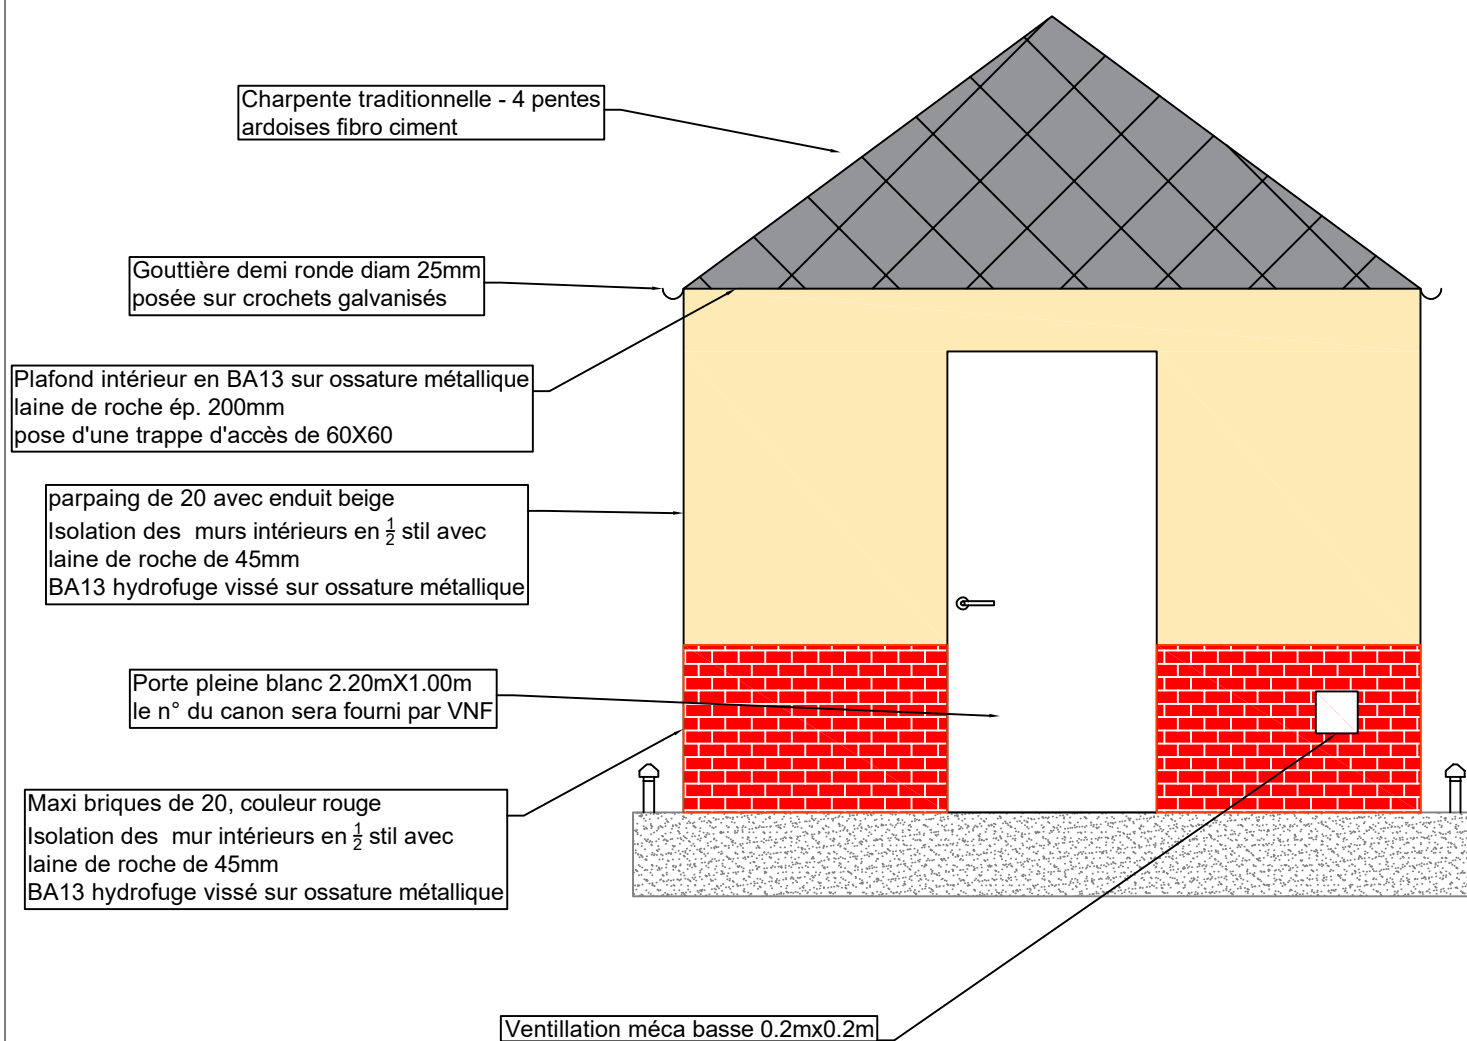 Charpente traditionnelle - 4 pentes
ardoises fibro ciment
Gouttière demi ronde diam 25mm
posée sur crochets galvanisés
Plafond intérieur en BA13 sur ossature métallique
laine de roche ép. 200mm
pose d'une trappe d'accès de 60X60
parpaing de 20 avec enduit beige
Isolation des  murs intérieurs en ½ stil avec
laine de roche de 45mm
BA13 hydrofuge vissé sur ossature métallique
Porte pleine blanc 2.20mX1.00m
le n° du canon sera fourni par VNF
Maxi briques de 20, couleur rouge
Isolation des  mur intérieurs en ½ stil avec
laine de roche de 45mm
BA13 hydrofuge vissé sur ossature métallique
Ventillation méca basse 0.2mx0.2m